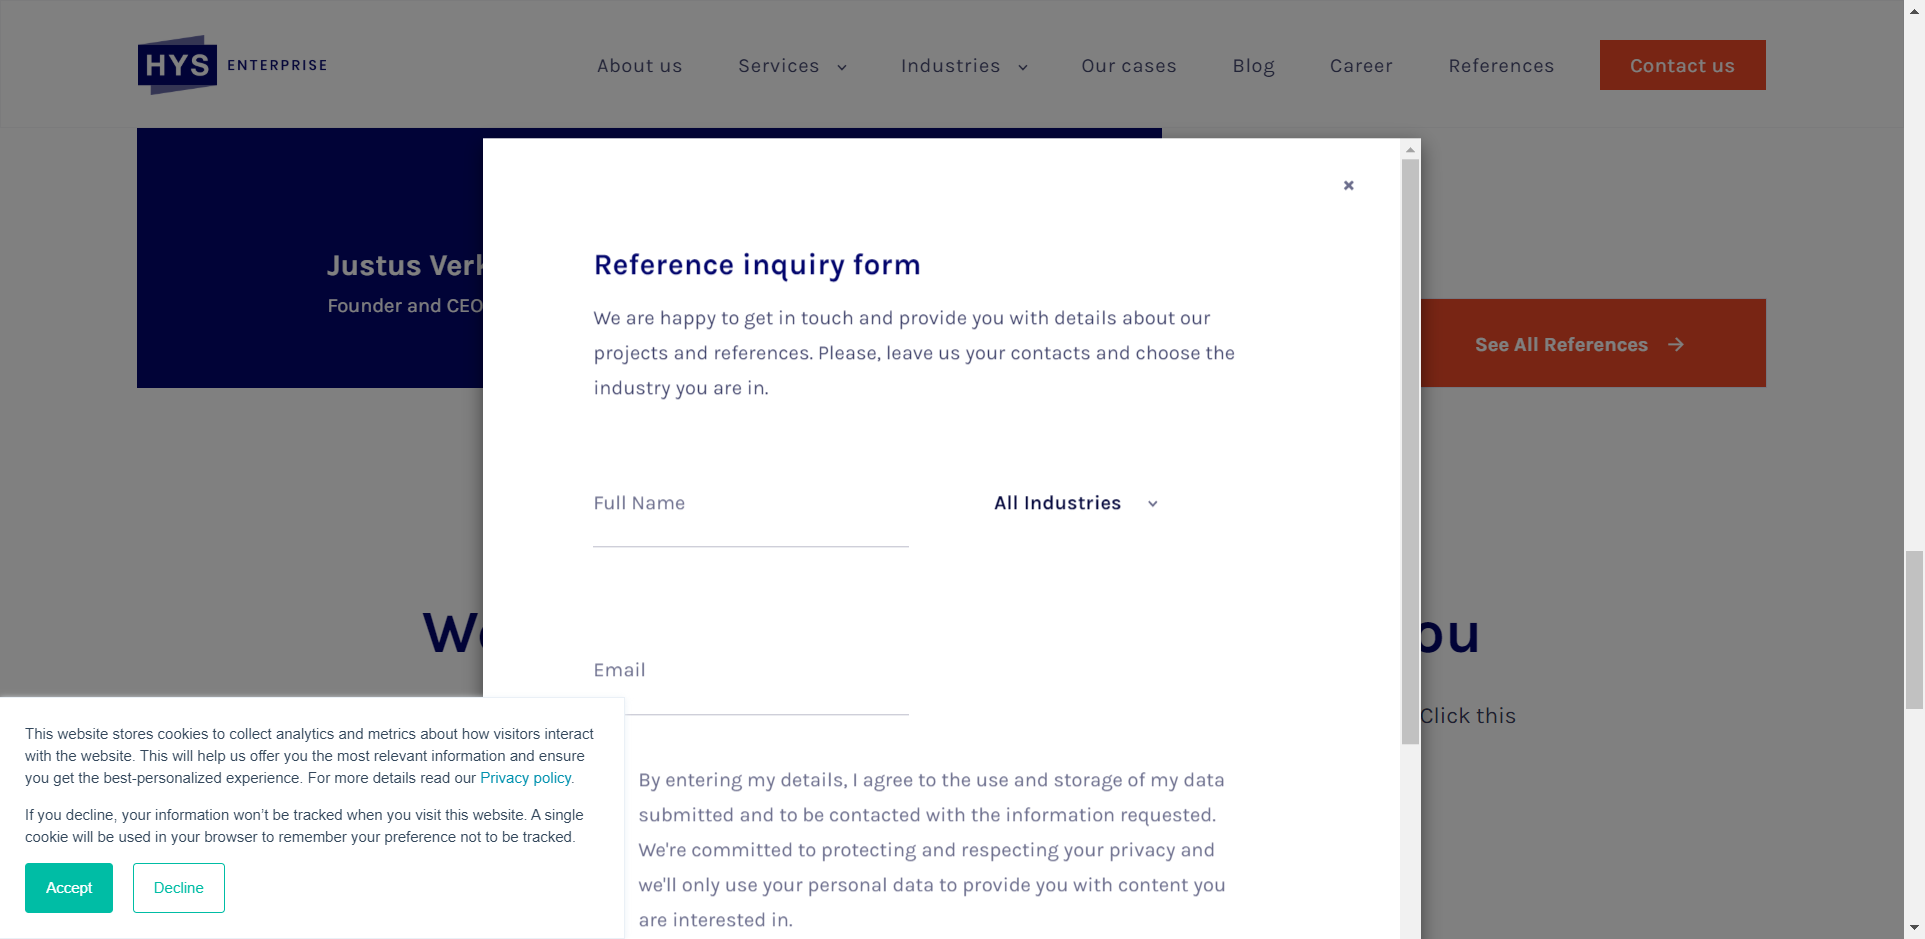 HYS ENTERPRISE
About us
Services
Industries
Our cases
Blog
Career
References
Contact us
Justus
Founder and CEO
See All References
Reference inquiry form
We are happy to get in touch and provide you with details about our
projects and references. Please, leave us your contacts and choose the
industry you are in.
Full Name
All Industries
Email
Click this
By entering my details, I agree to the use and storage of my data
submitted and to be contacted with the information requested.
We're committed to protecting and respecting your privacy and
we'll only use your personal data to provide you with content you
are interested in.
This website stores cookies to collect analytics and metrics about how visitors interact
with the website. This will help us offer you the most relevant information and ensure
you get the best-personalized experience. For more details read our Privacy policy.
If you decline, your information won’t be tracked when you visit this website. A single
cookie will be used in your browser to remember your preference not to be tracked.
Accept
Decline